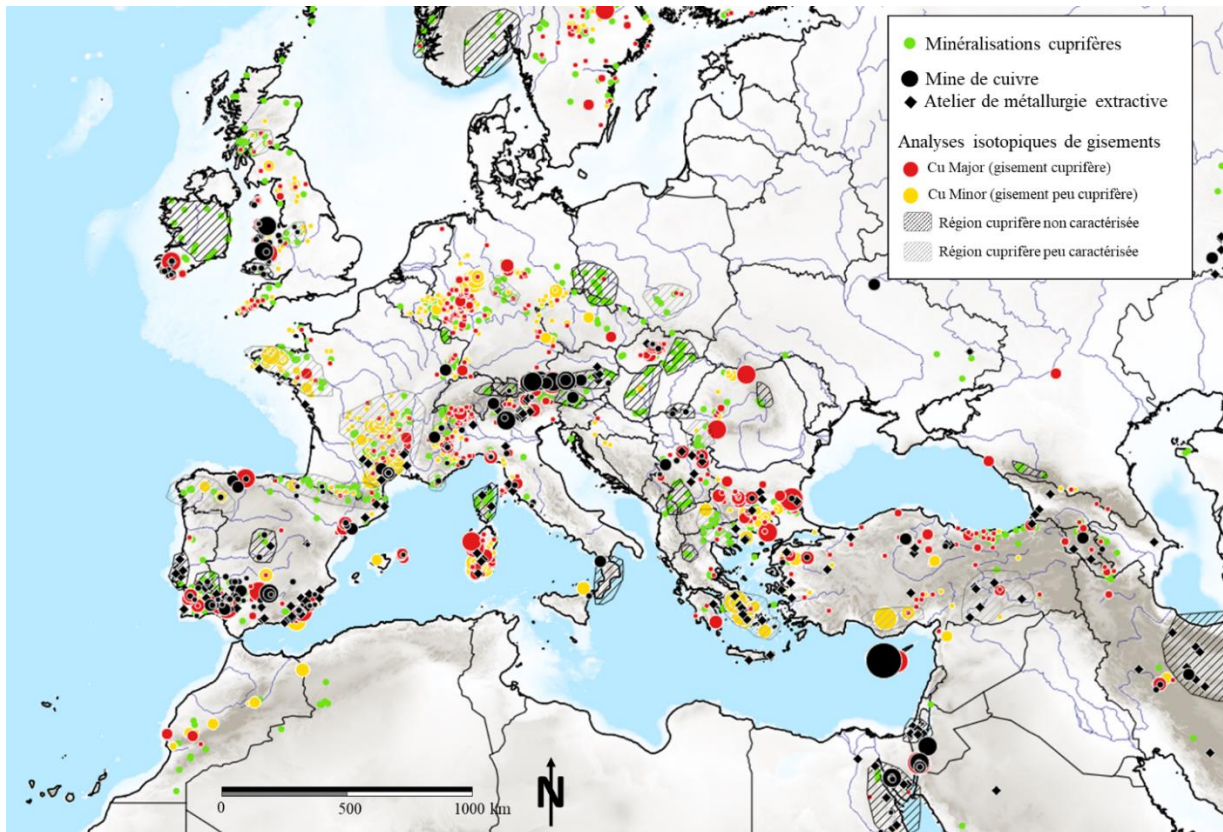 Minéralisations cuprifères
Mine de cuivre
Atelier de métallurgie extractive
Analyses isotopiques de gisements
Cu Major (gisement cuprifère)
Cu Minor (gisement peu cuprifère)
Région cuprifère non caractérisée
Région cuprifère peu caractérisée
N
0 500 1000 km